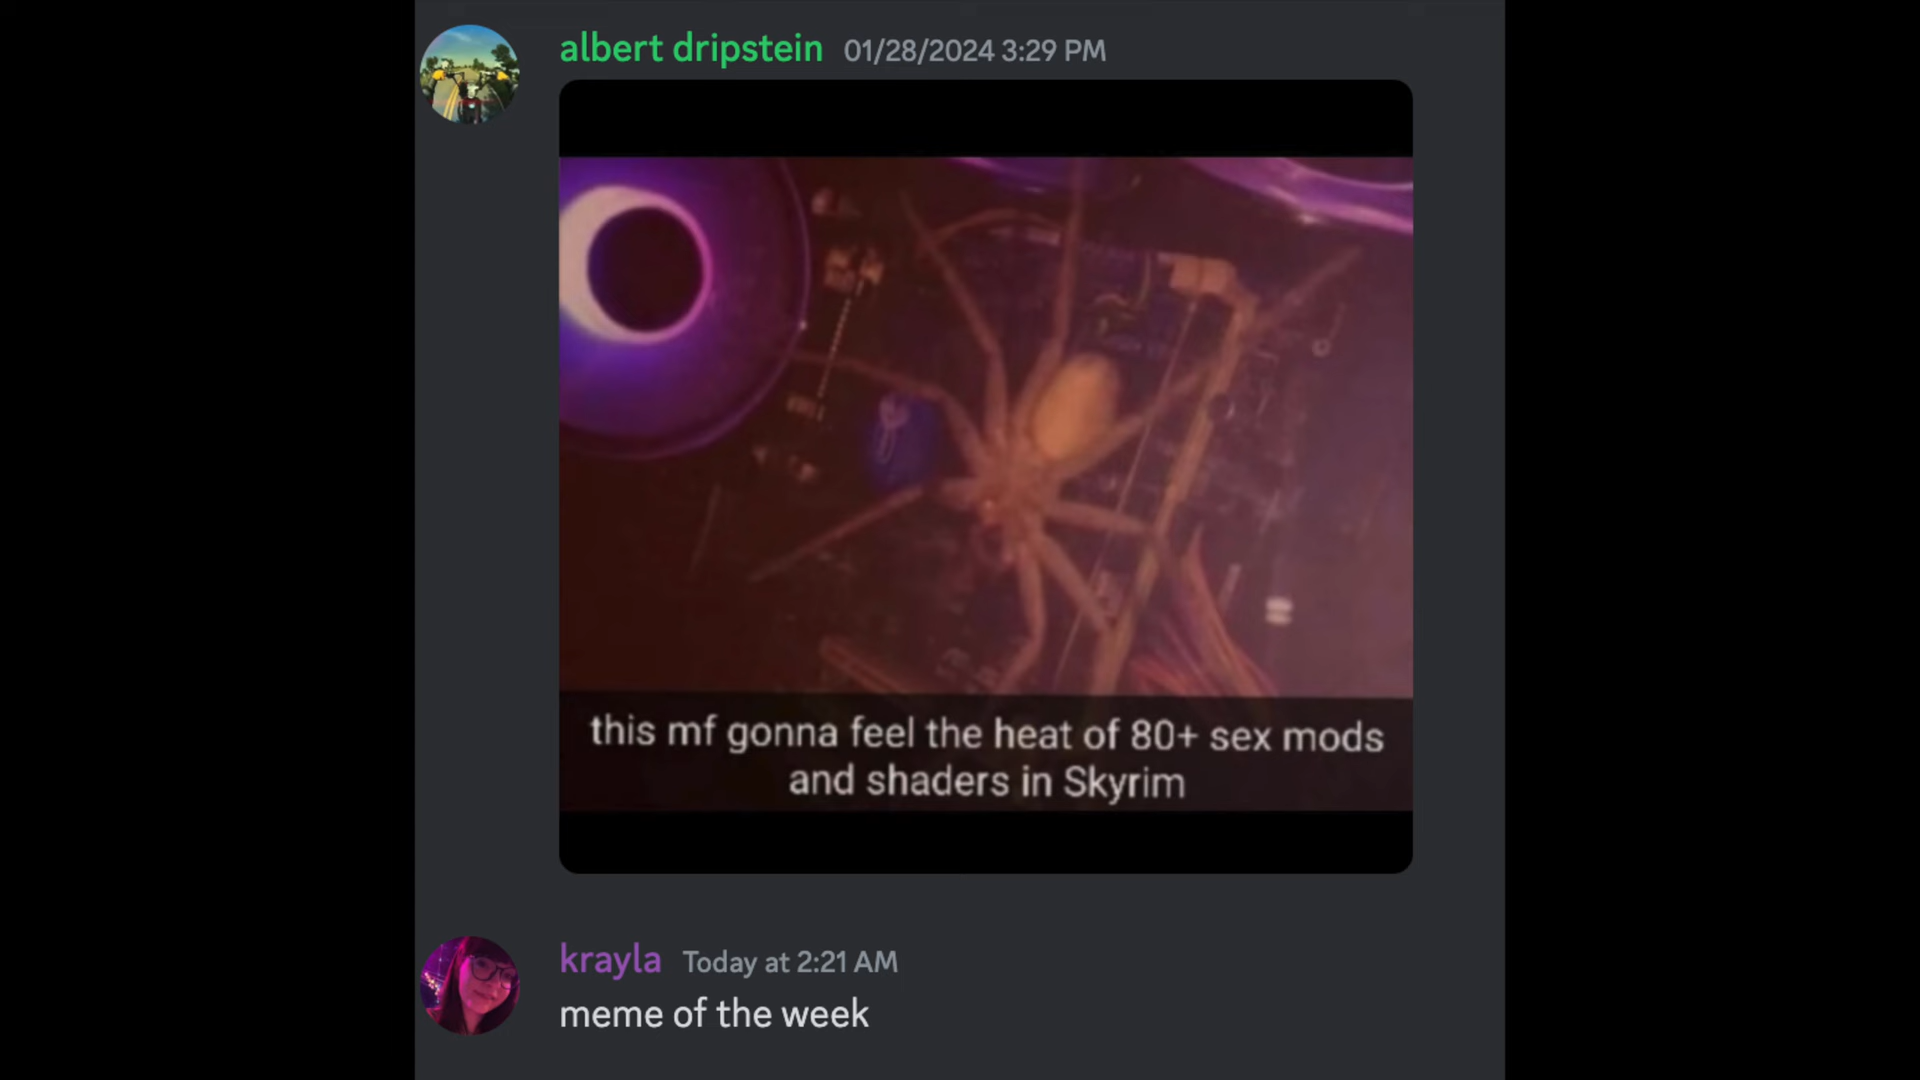 albert dripstein 01/28/2024 3:29 PM
this mf gonna feel the heat of 80+ sex mods
and shaders in Skyrim
krayla Today at 2:21 AM
meme of the week